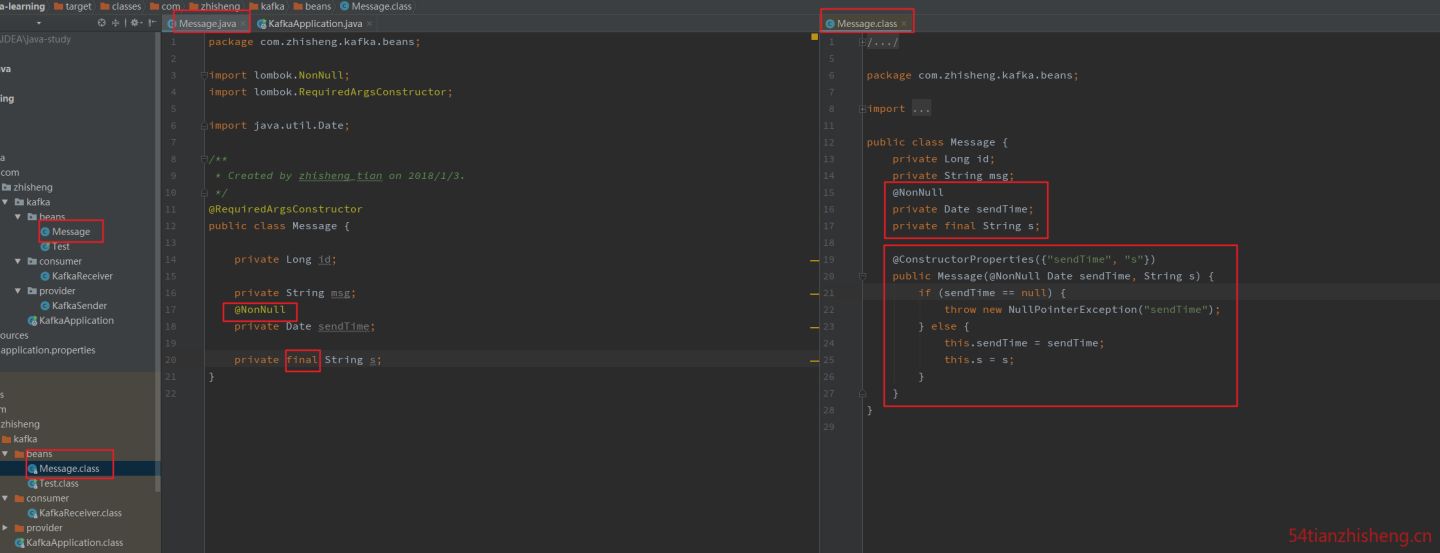 a-learning target classes com zhisheng kafka beans Message.class
IDEA\java-study
va
ing
a
com
zhisheng
kafka
beans
Message
Test
consumer
KafkaReceiver
provider
KafkaSender
KafkaApplication
ources
application.properties
s
m
zhisheng
kafka
beans
Message.class
Test.class
consumer
KafkaReceiver.class
provider
KafkaApplication.class
Message.java KafkaApplication.java
1 package com.zhisheng.kafka.beans;
2
3 import lombok.NonNull;
4 import lombok.RequiredArgsConstructor;
5
6 import java.util.Date;
7
8 /**
9 * Created by zhisheng_tian on 2018/1/3.
10 */
11 @RequiredArgsConstructor
12 public class Message {
13
14 private Long id;
15
16 private String msg;
17 @NonNull
18 private Date sendTime;
19
20 private final String s;
21 }
22
Message.class
1 /.../
5
6 package com.zhisheng.kafka.beans;
7
8 import ...
11
12 public class Message {
13 private Long id;
14 private String msg;
15 @NonNull
16 private Date sendTime;
17 private final String s;
18
19 @ConstructorProperties({"sendTime", "s"})
20 public Message(@NonNull Date sendTime, String s) {
21 if (sendTime == null) {
22 throw new NullPointerException("sendTime");
23 } else {
24 this.sendTime = sendTime;
25 this.s = s;
26 }
27 }
28 }
29
54tianzhisheng.cn